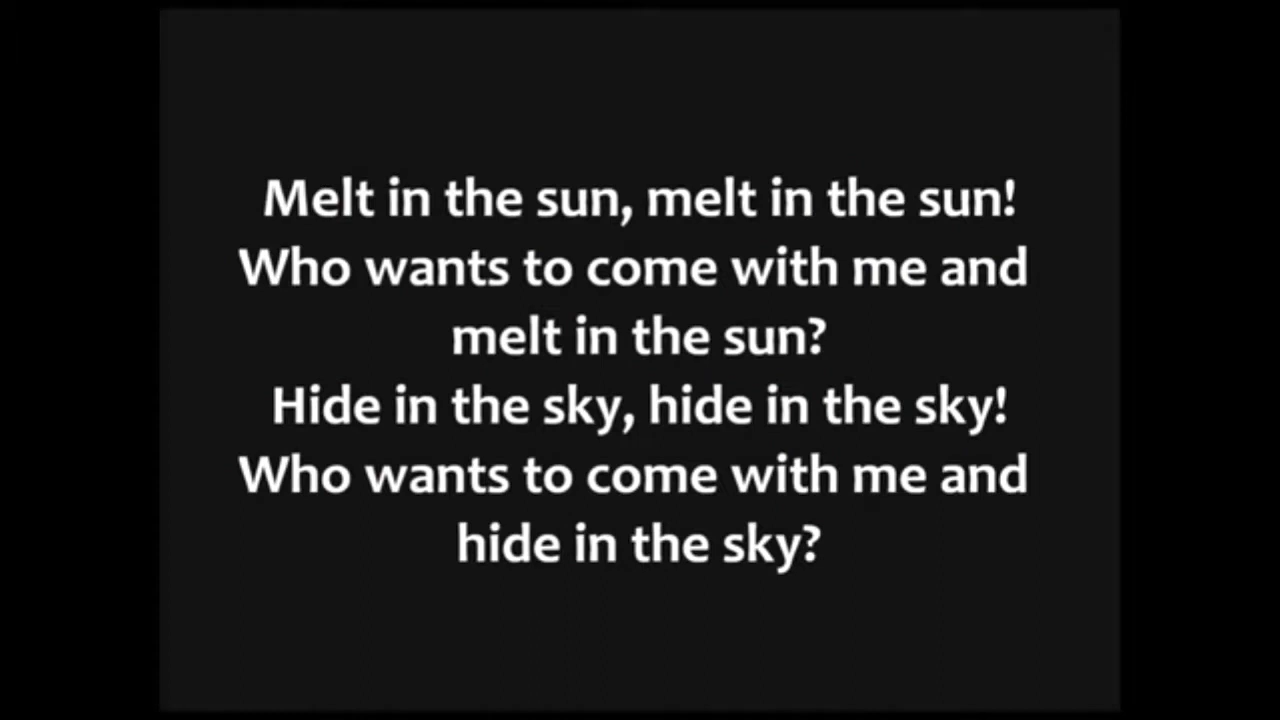 Melt in the sun, melt in the sun!
Who wants to come with me and
melt in the sun?
Hide in the sky, hide in the sky!
Who wants to come with me and
hide in the sky?